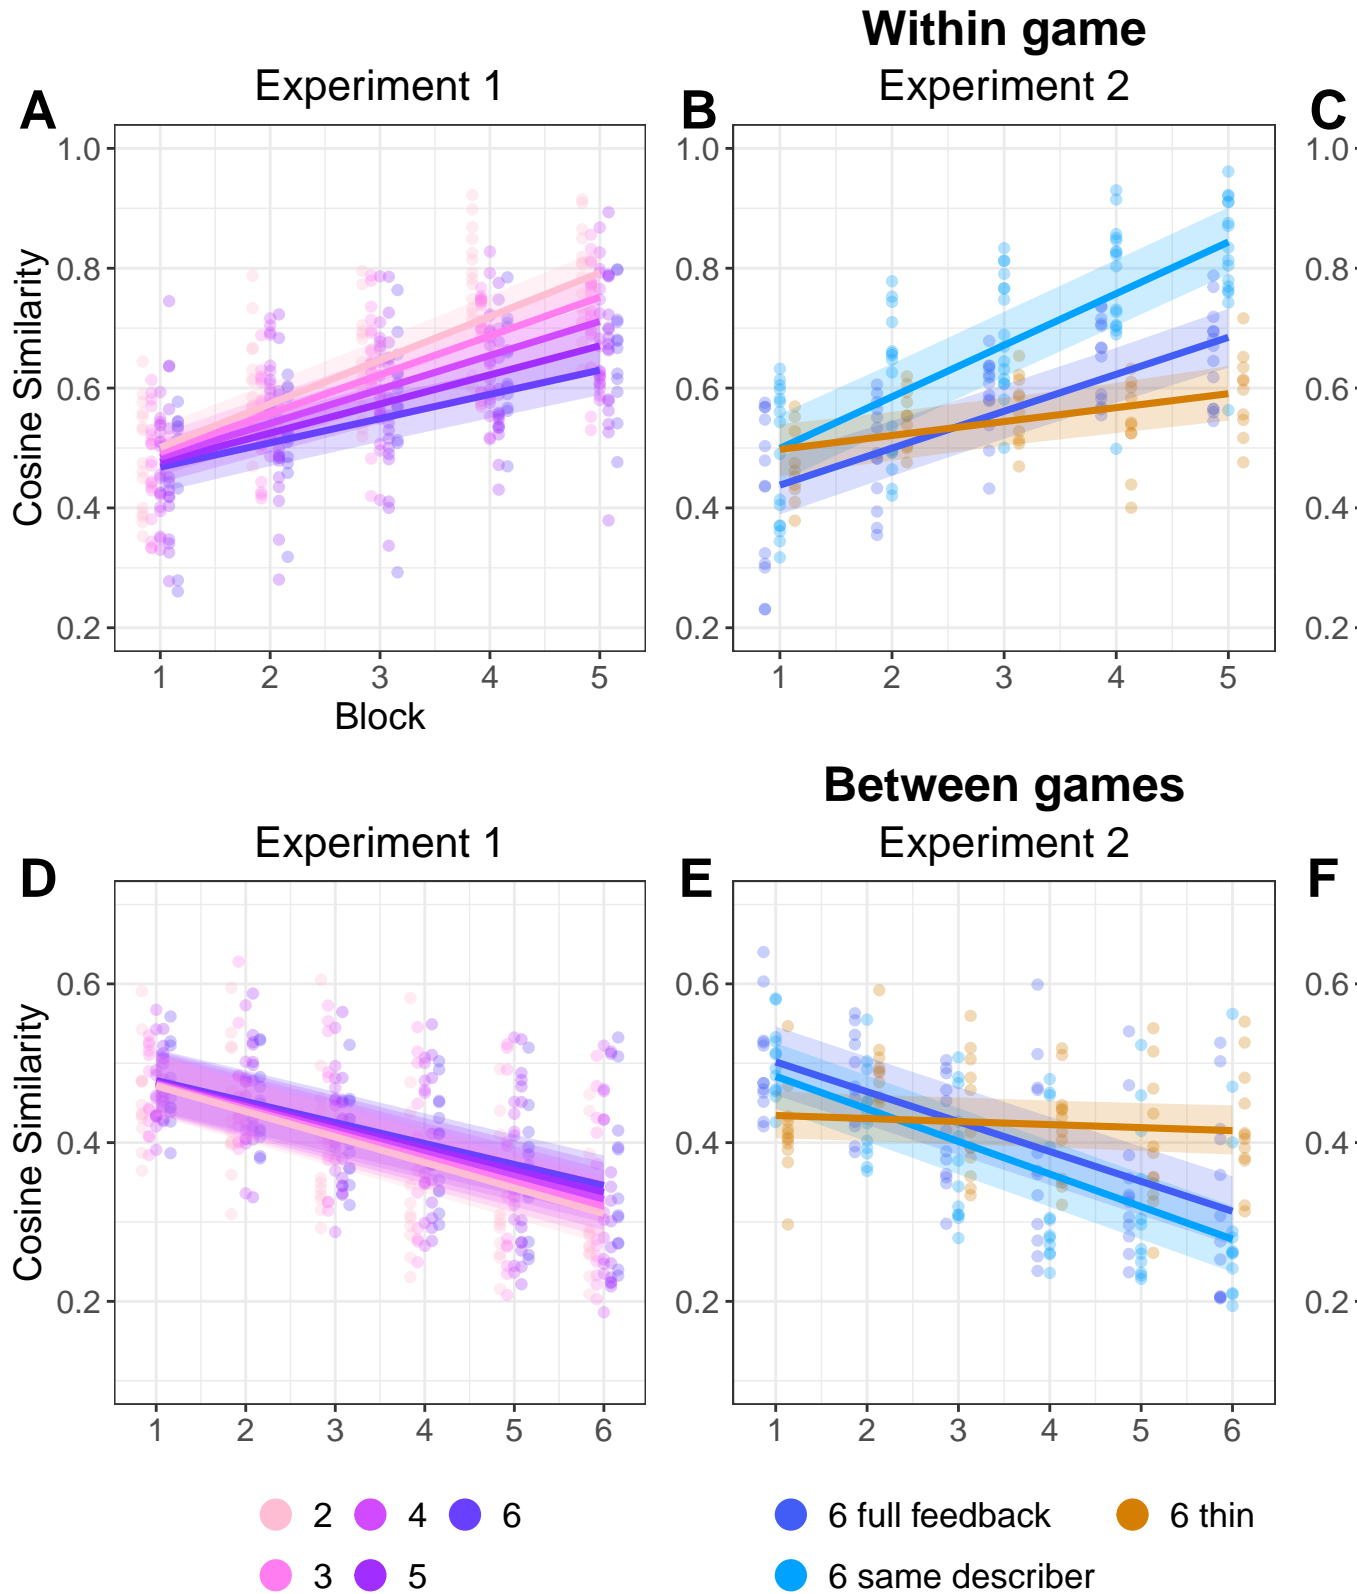 Within game
Experiment 1
Experiment 2
A
B
C
1.0
0.8
0.6
0.4
0.2
Cosine Similarity
1 2 3 4 5
Block
1.0
0.8
0.6
0.4
0.2
1 2 3 4 5
1.0
0.8
0.6
0.4
0.2
Between games
Experiment 1
Experiment 2
D
E
F
0.6
0.4
0.2
Cosine Similarity
1 2 3 4 5 6
0.6
0.4
0.2
1 2 3 4 5 6
0.6
0.4
0.2
2 4 6
3 5
6 full feedback 6 thin
6 same describer